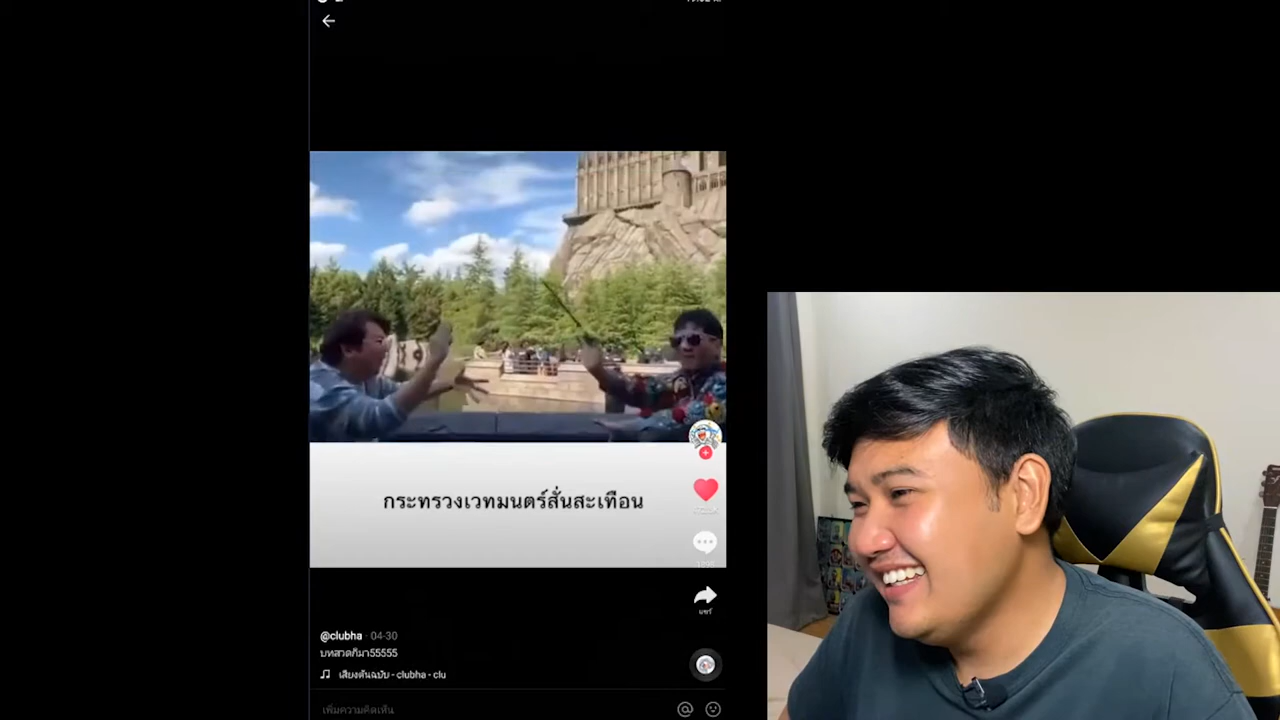 กระทรวงเวทมนตร์สั่นสะเทือน
แชร์
@clubha · 04-30
บทสวดก็มา55555
เสียงต้นฉบับ - clubha - clu
เพิ่มความคิดเห็น